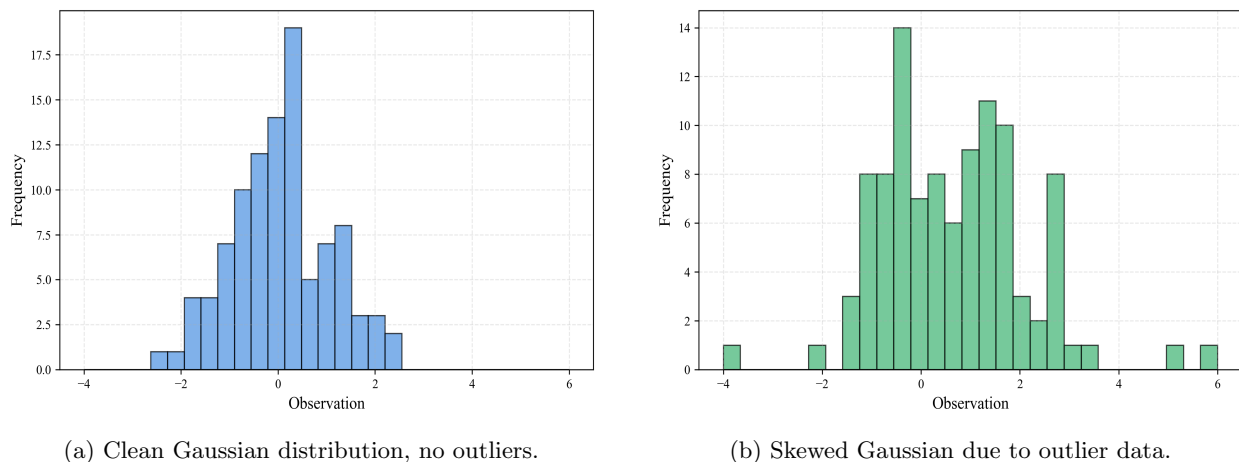 17.5
15.0
12.5
10.0
7.5
5.0
2.5
0.0
Frequency
−4 −2 0 2 4 6
Observation
(a) Clean Gaussian distribution, no outliers.
14
12
10
8
6
4
2
0
Frequency
−4 −2 0 2 4 6
Observation
(b) Skewed Gaussian due to outlier data.